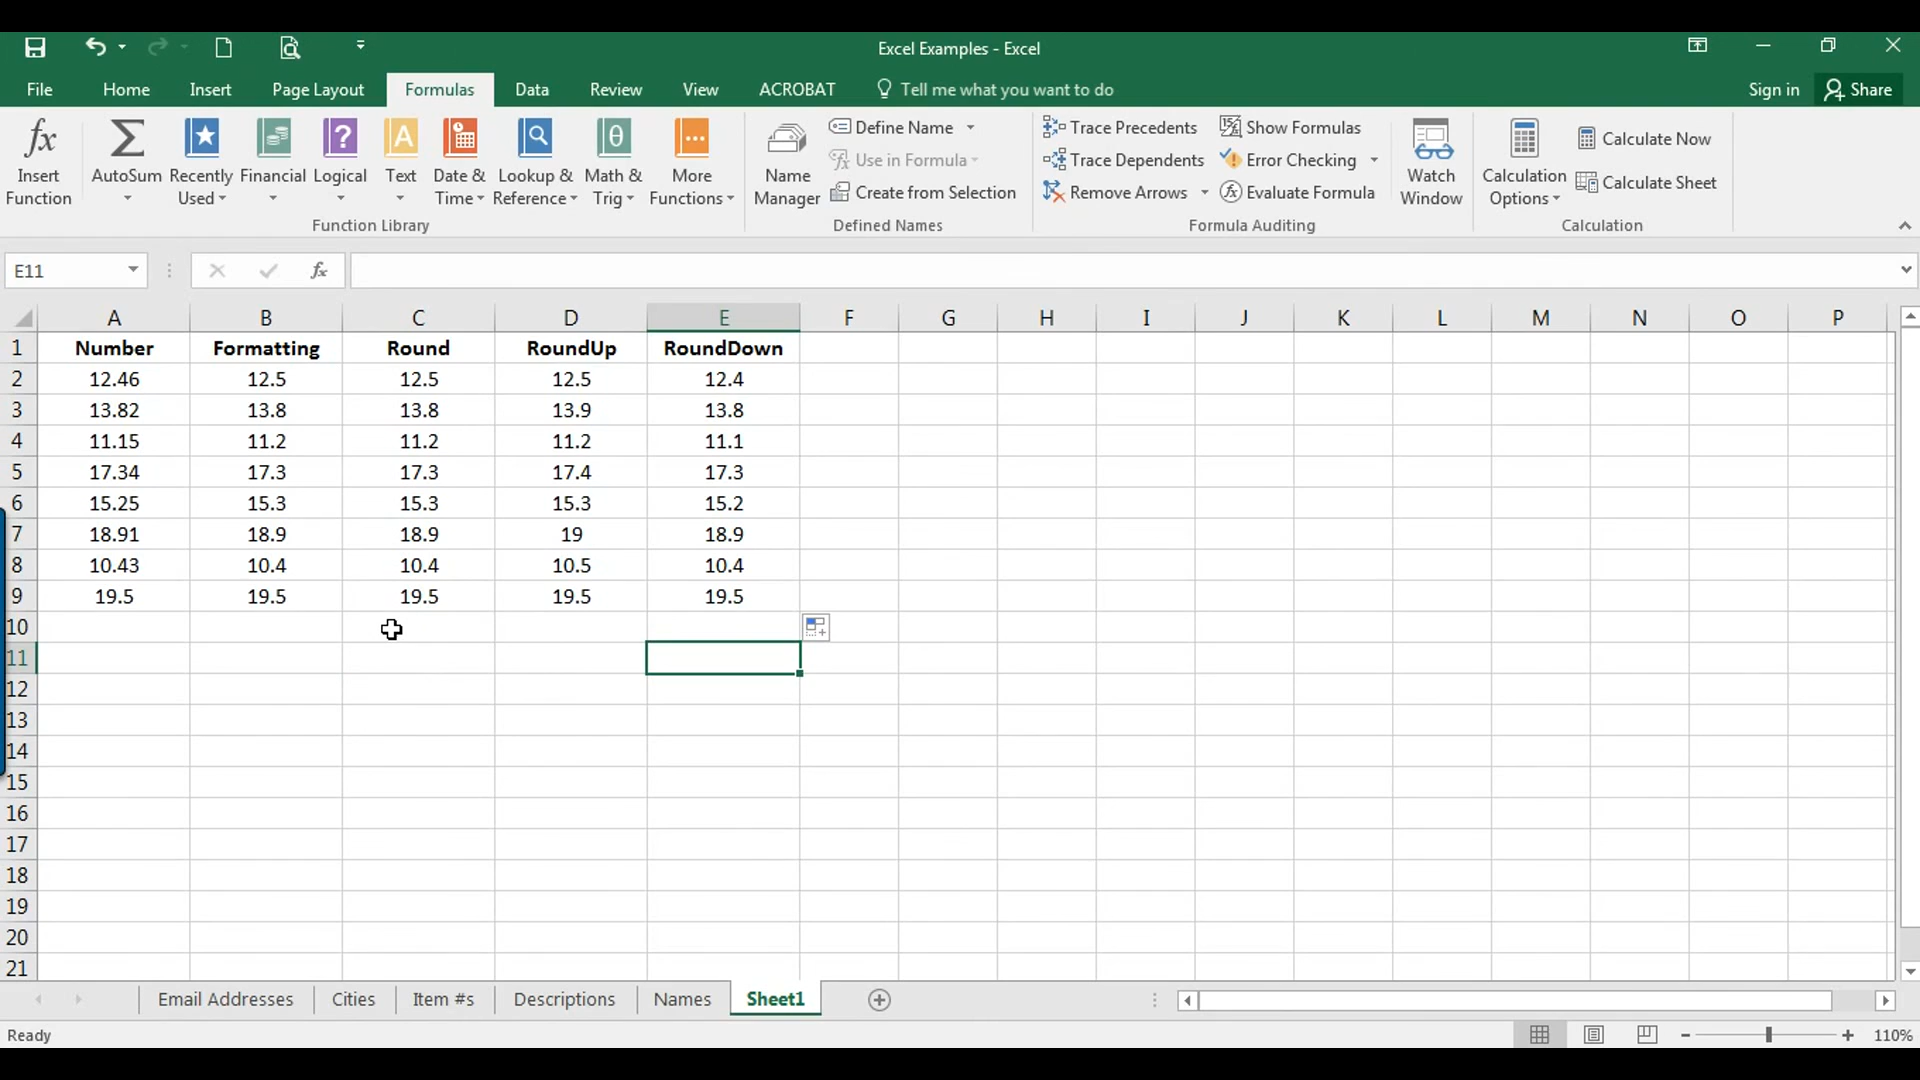 Excel Examples - Excel
File Home Insert Page Layout Formulas Data Review View ACROBAT Tell me what you want to do Sign in Share
fx Σ ★ ? A θ ...
Insert Function AutoSum Recently Used Financial Logical Text Date & Time Lookup & Reference Math & Trig More Functions
Function Library
Name Manager Define Name
Use in Formula
Create from Selection
Defined Names
Trace Precedents Show Formulas
Trace Dependents Error Checking
Remove Arrows Evaluate Formula
Formula Auditing
Watch Window
Calculation Options Calculate Now
Calculate Sheet
Calculation
E11 fx
A B C D E F G H I J K L M N O P
1 Number Formatting Round RoundUp RoundDown
2 12.46 12.5 12.5 12.5 12.4
3 13.82 13.8 13.8 13.9 13.8
4 11.15 11.2 11.2 11.2 11.1
5 17.34 17.3 17.3 17.4 17.3
6 15.25 15.3 15.3 15.3 15.2
7 18.91 18.9 18.9 19 18.9
8 10.43 10.4 10.4 10.5 10.4
9 19.5 19.5 19.5 19.5 19.5
10
11
12
13
14
15
16
17
18
19
20
21
Email Addresses Cities Item #s Descriptions Names Sheet1
Ready 110%